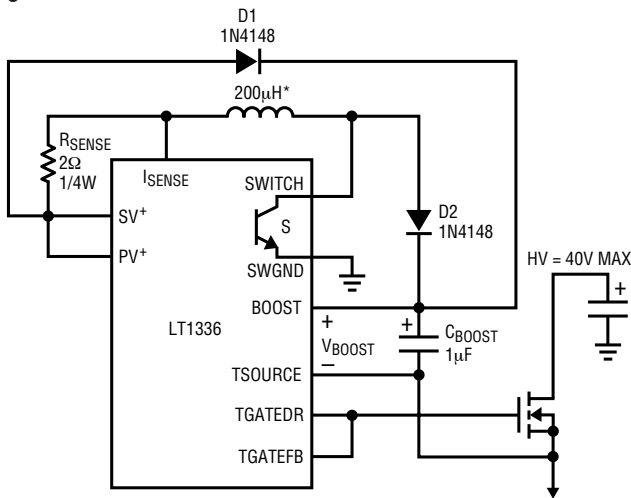 D1
1N4148
200μH*
RSENSE
2Ω
1/4W
ISENSE
SWITCH
SV+
S
D2
1N4148
PV+
SWGND
HV = 40V MAX
+
BOOST
LT1336
+
VBOOST
–
+
CBOOST
1μF
TSOURCE
TGATEDR
TGATEFB